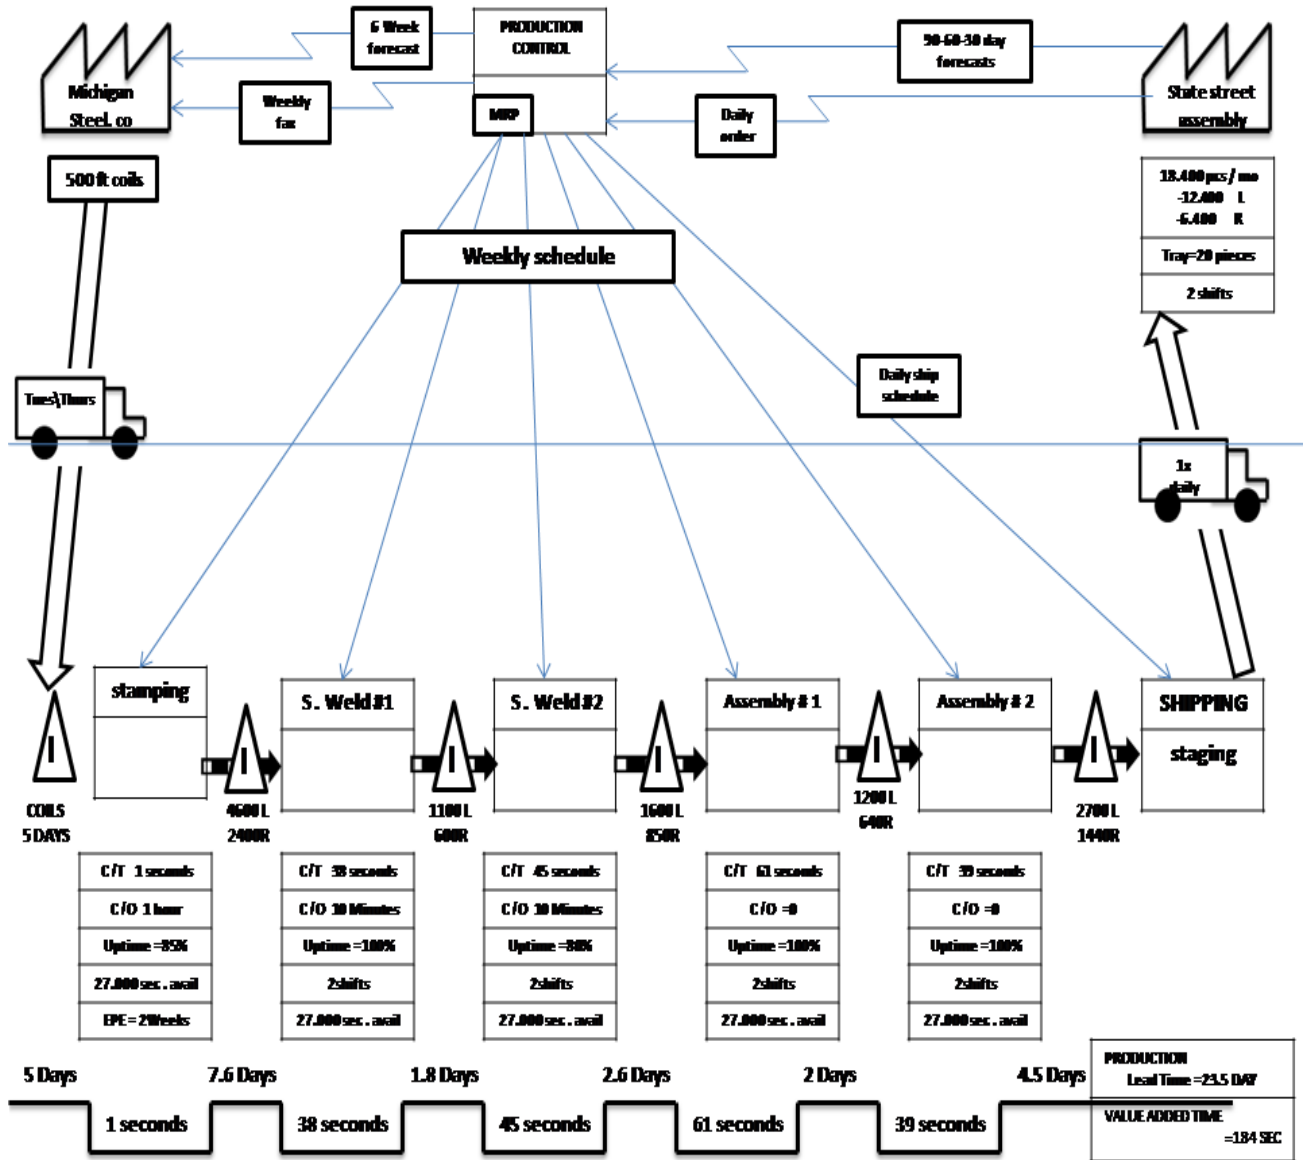 6 Week
forecast
PRODUCTION
CONTROL
90-60-30 day
forecasts
Michigan
Steel. co
Weekly
fax
MRP
Daily
order
State street
assembly
500 ft coils
18.400 pcs / mo
-12.400 L
-6.400 R
Tray=20 pieces
2 shifts
Weekly schedule
Daily ship
schedule
Tues\Thurs
1x
daily
stamping
S. Weld #1
S. Weld #2
Assembly # 1
Assembly # 2
SHIPPING
staging
I
I
I
I
I
I
COILS
5 DAYS
4600 L
2400R
1100 L
600R
1600 L
850R
1200 L
640R
2700 L
1440R
C/T 1 seconds
C/O 1 hour
Uptime =85%
27.000 sec. avail
EPE = 2Weeks
C/T 38 seconds
C/O 10 Minutes
Uptime =100%
2shifts
27.000 sec. avail
C/T 45 seconds
C/O 10 Minutes
Uptime =80%
2shifts
27.000 sec. avail
C/T 61 seconds
C/O =0
Uptime =100%
2shifts
27.000 sec. avail
C/T 39 seconds
C/O =0
Uptime =100%
2shifts
27.000 sec. avail
5 Days
7.6 Days
1.8 Days
2.6 Days
2 Days
4.5 Days
PRODUCTION
Lead Time =23.5 DAY
1 seconds
38 seconds
45 seconds
61 seconds
39 seconds
VALUE ADDED TIME
=184 SEC